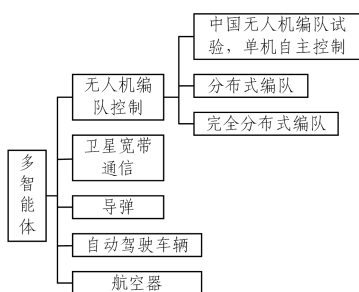 中国无人机编队试
验，单机自主控制
无人机编
队控制
分布式编队
完全分布式编队
卫星宽带
通信
多
智
能
体
导弹
自动驾驶车辆
航空器